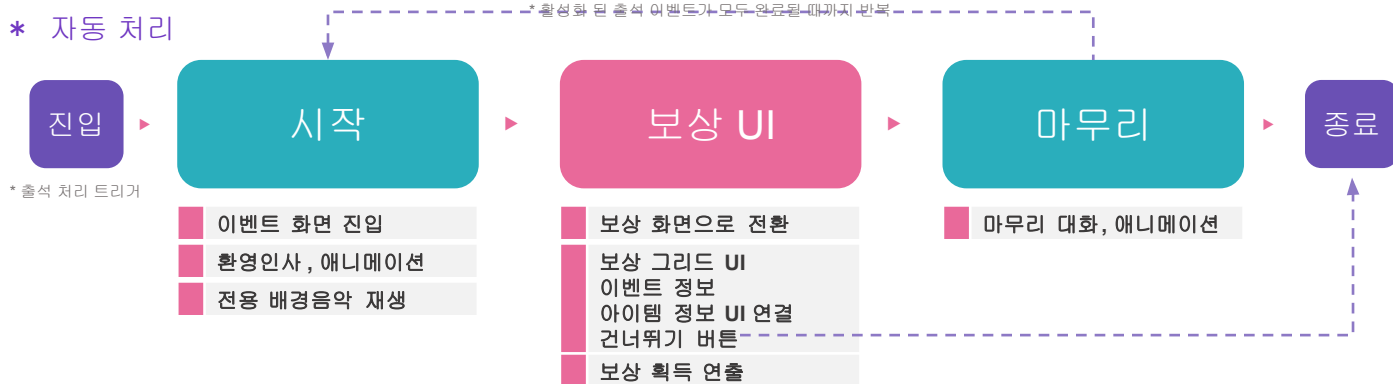 * 활성화 된 출석 이벤트가 모두 완료될 때까지 반복
* 자동 처리
진입
시작
보상 UI
마무리
종료
* 출석 처리 트리거
이벤트 화면 진입
환영인사, 애니메이션
전용 배경음악 재생
보상 화면으로 전환
보상 그리드 UI
이벤트 정보
아이템 정보 UI 연결
건너뛰기 버튼
보상 획득 연출
마무리 대화, 애니메이션